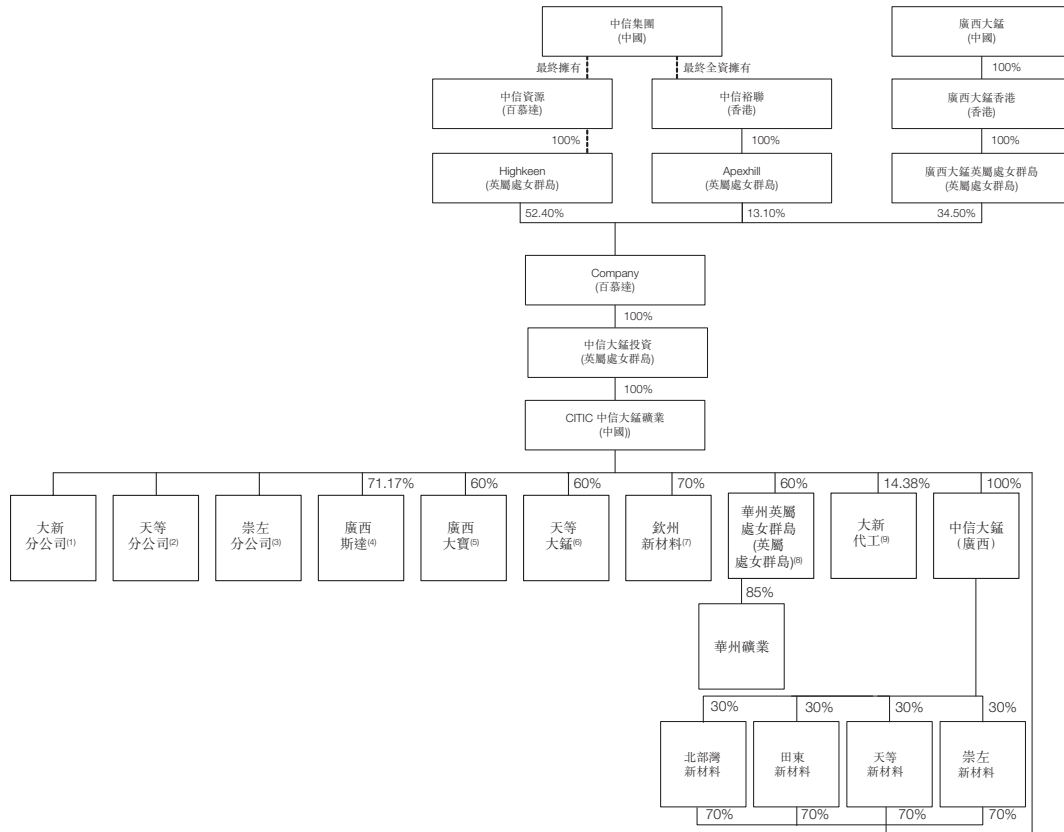 中信集團
(中國)
廣西大錳
(中國)
最終擁有
最終全資擁有
100%
中信資源
(百慕達)
中信裕聯
(香港)
廣西大錳香港
(香港)
100%
100%
100%
Highkeen
(英屬處女群島)
Apexhill
(英屬處女群島)
廣西大錳英屬處女群島
(英屬處女群島)
52.40%
13.10%
34.50%
Company
(百慕達)
100%
中信大錳投資
(英屬處女群島)
100%
CITIC 中信大錳礦業
(中國))
71.17%
60%
60%
70%
60%
14.38%
100%
大新
分公司(1)
天等
分公司(2)
崇左
分公司(3)
廣西
斯達(4)
廣西
大寶(5)
天等
大錳(6)
欽州
新材料(7)
華州英屬
處女群島
(英屬
處女群島)(8)
大新
代工(9)
中信大錳
(廣西)
85%
華州礦業
30%
30%
30%
30%
北部灣
新材料
田東
新材料
天等
新材料
崇左
新材料
70%
70%
70%
70%